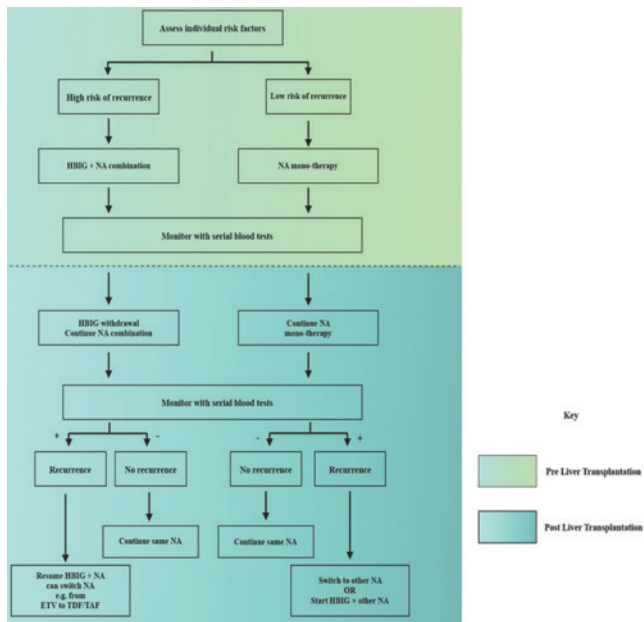 Assess individual risk factors
High risk of recurrence
Low risk of recurrence
HBIG + NA combination
NA mono-therapy
Monitor with serial blood tests
HBIG withdrawal
Continue NA combination
Continue NA
mono-therapy
Monitor with serial blood tests
+
-
-
+
Recurrence
No recurrence
No recurrence
Recurrence
Continue same NA
Continue same NA
Resume HBIG + NA
can switch NA
e.g. from
ETV to TDF/TAF
Switch to other NA
OR
Start HBIG + other NA
Key
Pre Liver Transplantation
Post Liver Transplantation